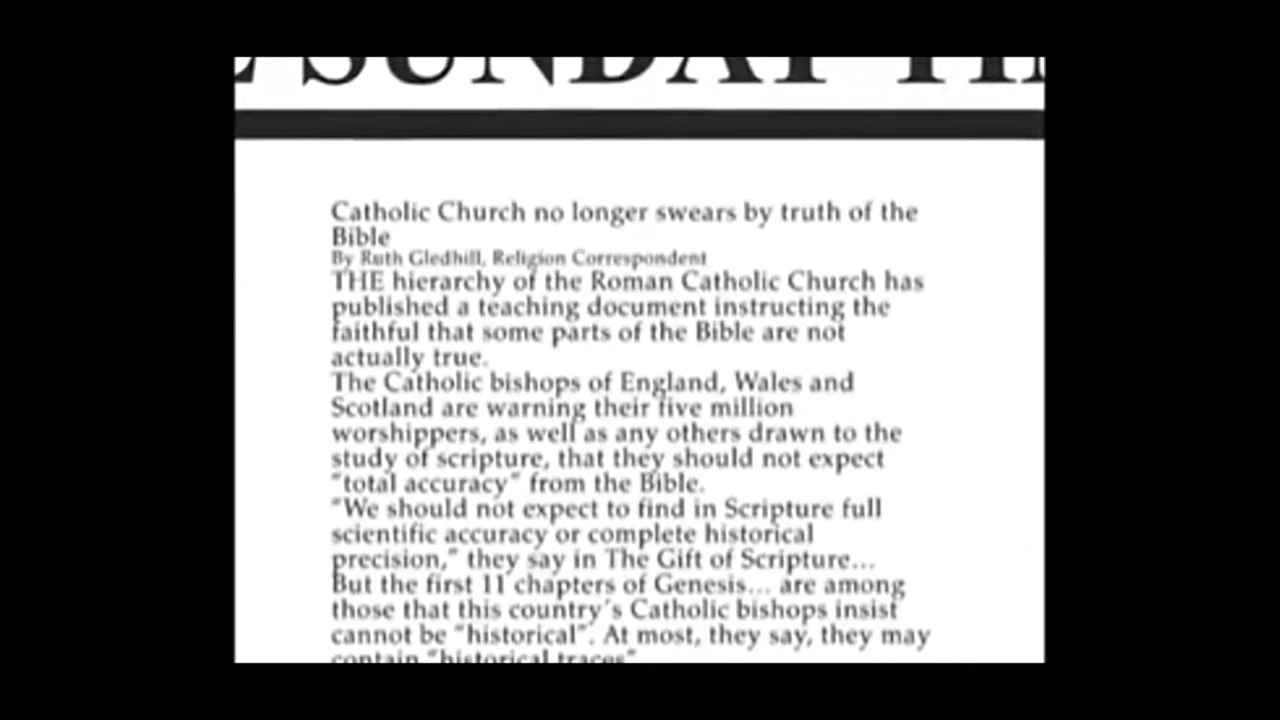 SUNDAY
Catholic Church no longer swears by truth of the
Bible
By Ruth Gledhill, Religion Correspondent
THE hierarchy of the Roman Catholic Church has
published a teaching document instructing the
faithful that some parts of the Bible are not
actually true.
The Catholic bishops of England, Wales and
Scotland are warning their five million
worshippers, as well as any others drawn to the
study of scripture, that they should not expect
"total accuracy" from the Bible.
"We should not expect to find in Scripture full
scientific accuracy or complete historical
precision," they say in The Gift of Scripture...
But the first 11 chapters of Genesis... are among
those that this country's Catholic bishops insist
cannot be "historical". At most, they say, they may
contain "historical traces"